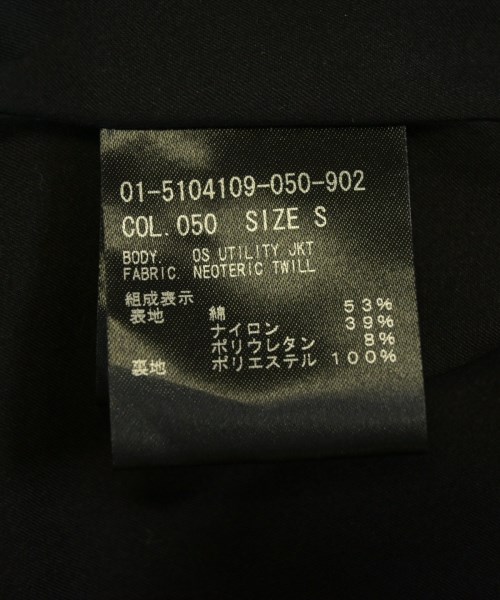 01-5104109-050-902
COL.050 SIZE S
BODY. OS UTILITY JKT
FABRIC. NEOTERIC TWILL
組成表示
表地 綿 53%
ナイロン 39%
ポリウレタン 8%
裏地 ポリエステル 100%